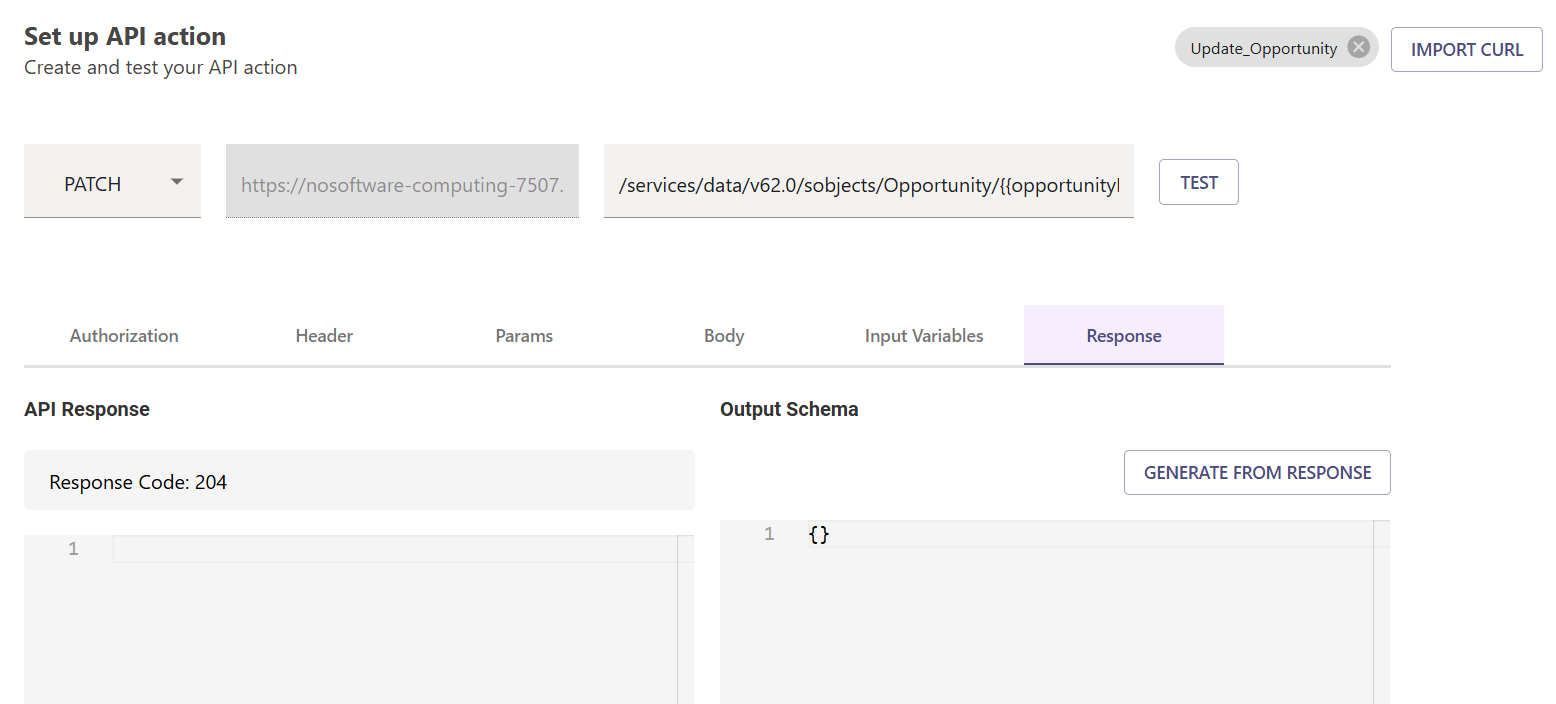 Set up API action
Create and test your API action
Update_Opportunity
IMPORT CURL
PATCH
https://nosoftware-computing-7507.
/services/data/v62.0/sobjects/Opportunity/{{opportunityI
TEST
Authorization
Header
Params
Body
Input Variables
Response
API Response
Output Schema
Response Code: 204
GENERATE FROM RESPONSE
1
1
{}